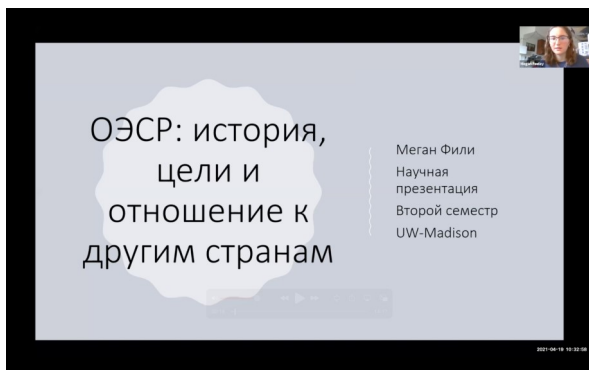 ОЭСР: история,
цели и
отношение к
другим странам
Меган Фили
Научная
презентация
Второй семестр
UW-Madison
2021-04-19 10:32:58